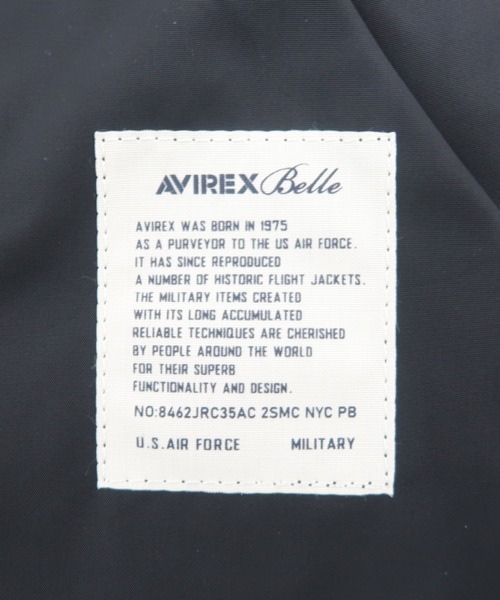 AVIREX Belle
AVIREX WAS BORN IN 1975
AS A PURVEYOR TO THE US AIR FORCE.
IT HAS SINCE REPRODUCED
A NUMBER OF HISTORIC FLIGHT JACKETS.
THE MILITARY ITEMS CREATED
WITH ITS LONG ACCUMULATED
RELIABLE TECHNIQUES ARE CHERISHED
BY PEOPLE AROUND THE WORLD
FOR THEIR SUPERB
FUNCTIONALITY AND DESIGN.
NO:8462JRC35AC 2SMC NYC PB
U.S.AIR FORCE MILITARY